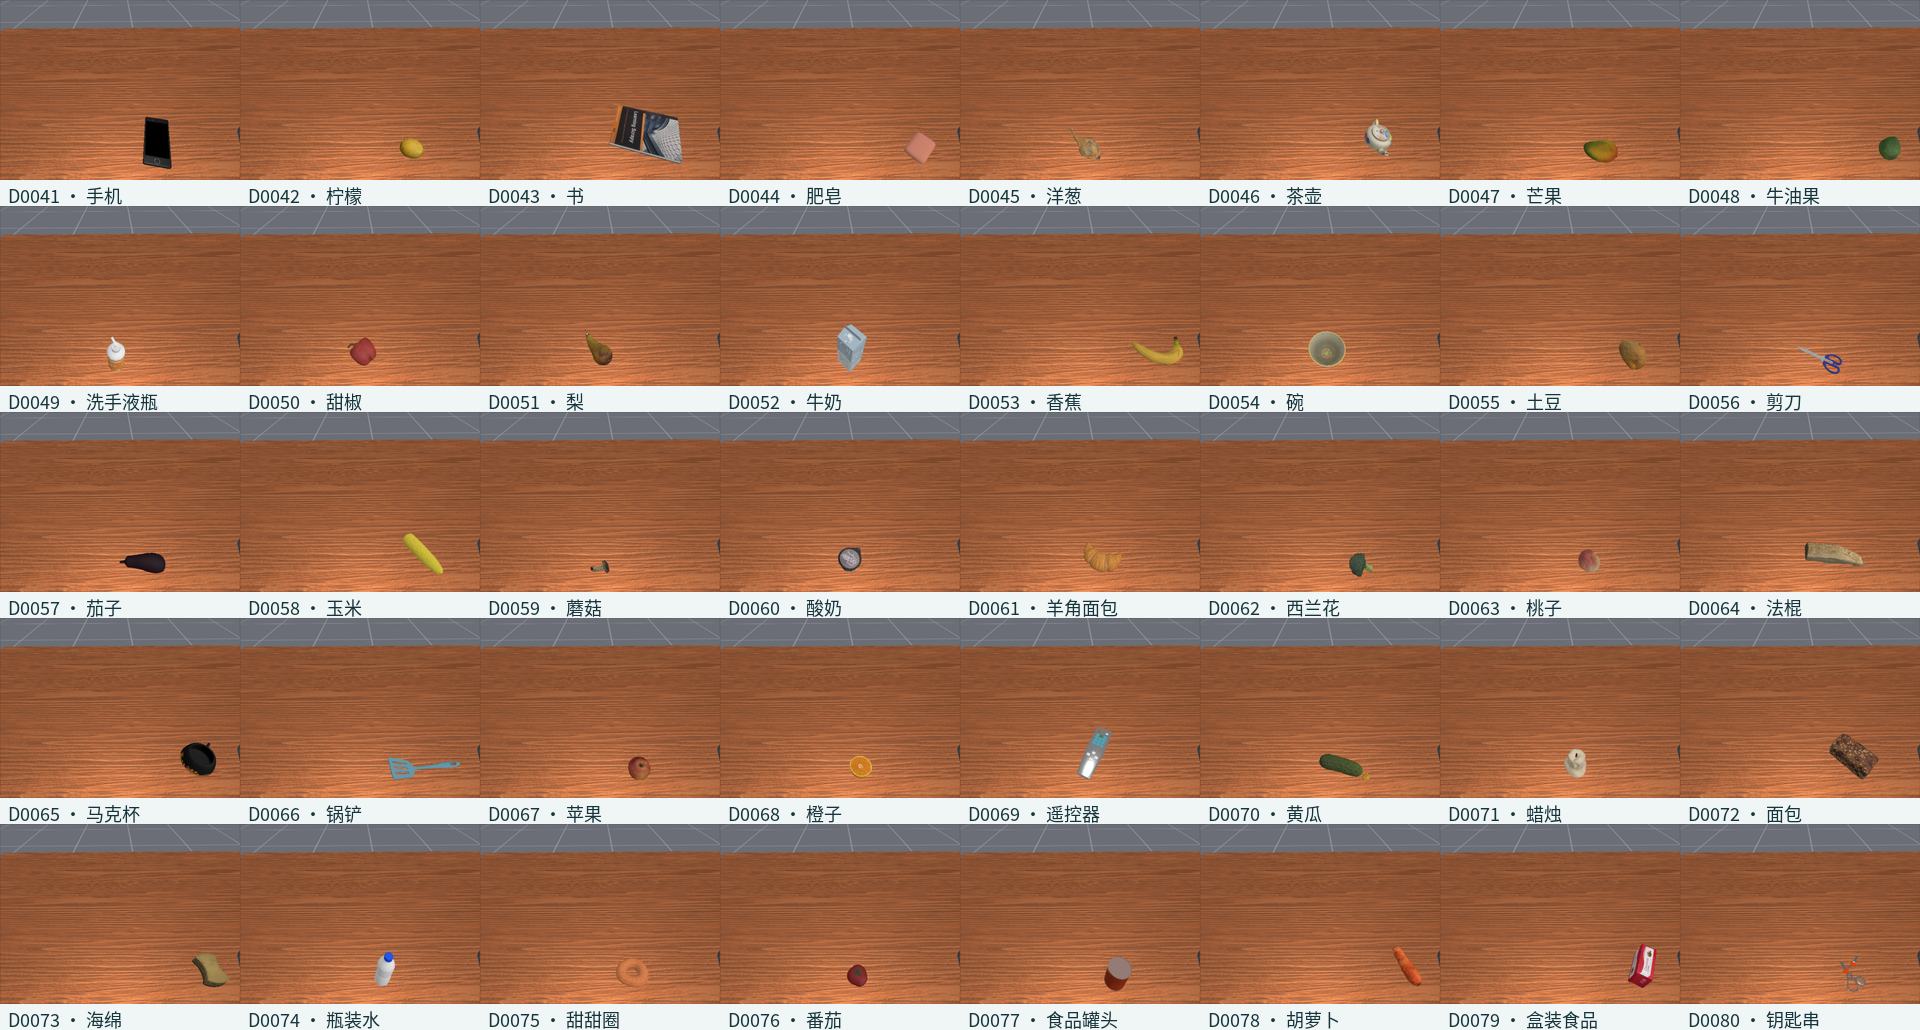 D0041 · 手机
D0042 · 柠檬
D0043 · 书
D0044 · 肥皂
D0045 · 洋葱
D0046 · 茶壶
D0047 · 芒果
D0048 · 牛油果
D0049 · 洗手液瓶
D0050 · 甜椒
D0051 · 梨
D0052 · 牛奶
D0053 · 香蕉
D0054 · 碗
D0055 · 土豆
D0056 · 剪刀
D0057 · 茄子
D0058 · 玉米
D0059 · 蘑菇
D0060 · 酸奶
D0061 · 羊角面包
D0062 · 西兰花
D0063 · 桃子
D0064 · 法棍
D0065 · 马克杯
D0066 · 锅铲
D0067 · 苹果
D0068 · 橙子
D0069 · 遥控器
D0070 · 黄瓜
D0071 · 蜡烛
D0072 · 面包
D0073 · 海绵
D0074 · 瓶装水
D0075 · 甜甜圈
D0076 · 番茄
D0077 · 食品罐头
D0078 · 胡萝卜
D0079 · 盒装食品
D0080 · 钥匙串